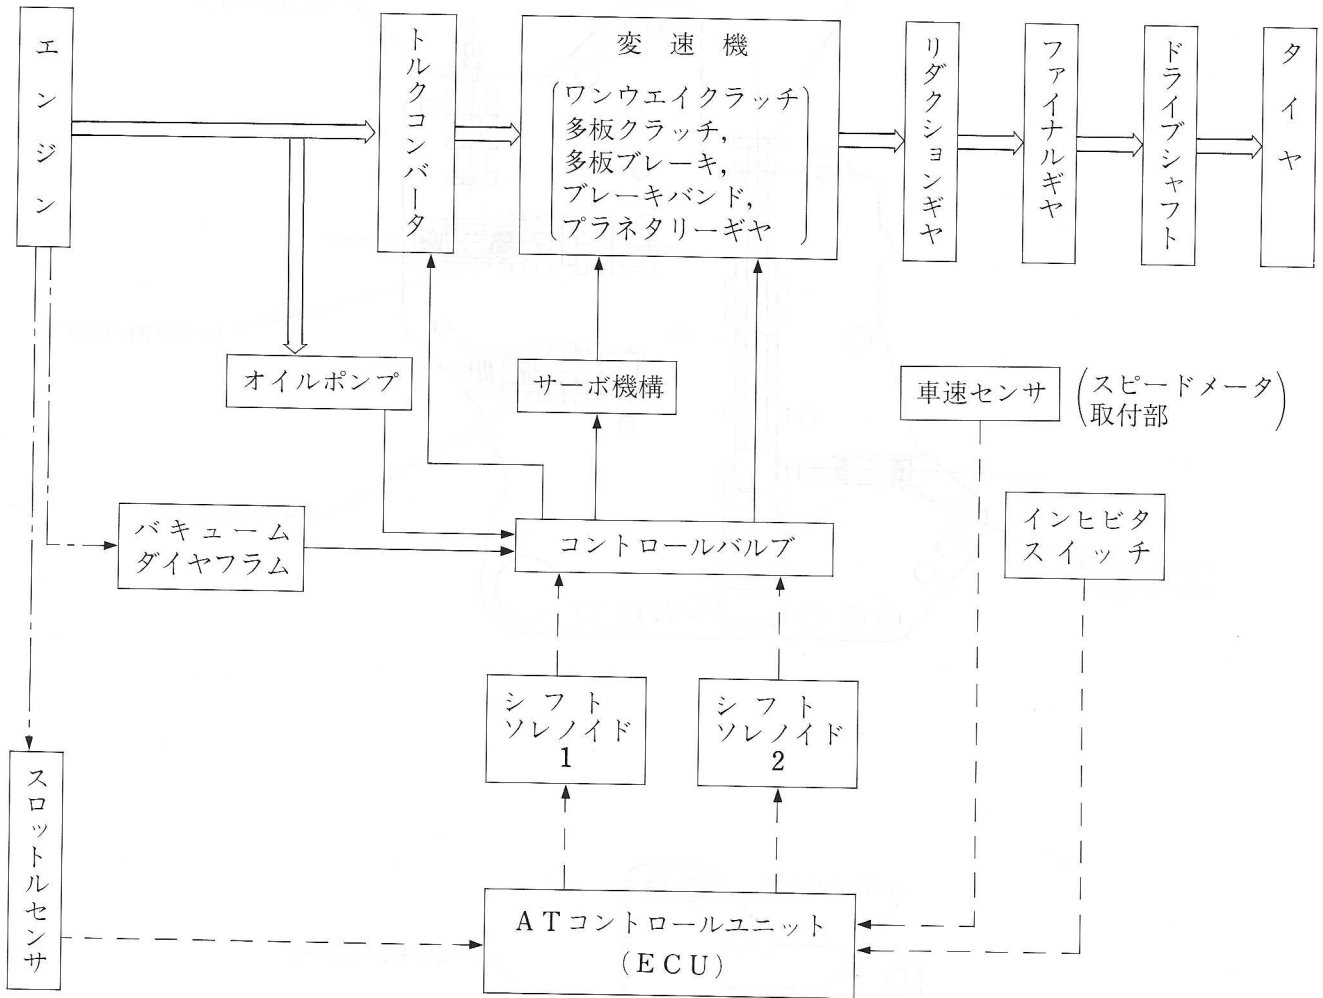 エンジン
トルクコンバータ
変速機
(ワンウエイクラッチ
多板クラッチ,
多板ブレーキ,
ブレーキバンド,
プラネタリーギヤ)
リダクションギヤ
ファイナルギヤ
ドライブシャフト
タイヤ
オイルポンプ
サーボ機構
車速センサ
(スピードメータ
取付部)
バキューム
ダイヤフラム
コントロールバルブ
インヒビタ
スイッチ
シフト
ソレノイド
1
シフト
ソレノイド
2
スロットルセンサ
ATコントロールユニット
(ECU)